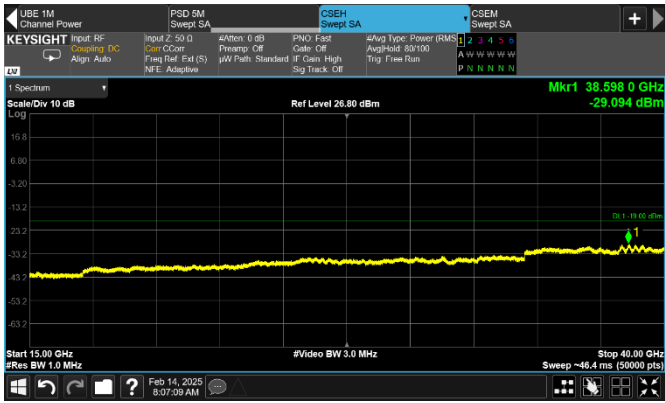 UBE 1M
Channel Power
PSD 5M
Swept SA
CSEH
Swept SA
CSEM
Swept SA
KEYSIGHT
Input: RF
Coupling: DC
Align: Auto
Input Z: 50 Ω
Corr CCorr
Freq Ref: Ext (S)
NFE: Adaptive
#Atten: 0 dB
Preamp: Off
µW Path: Standard
PNO: Fast
Gate: Off
IF Gain: High
Sig Track: Off
#Avg Type: Power (RMS)
Avg|Hold: 80/100
Trig: Free Run
1 2 3 4 5 6
A W W W W W
P N N N N N
LXI
1 Spectrum
Scale/Div 10 dB
Ref Level 26.80 dBm
Mkr1 38.598 0 GHz
-29.094 dBm
Log
16.8
6.80
-3.20
-13.2
-23.2
-33.2
-43.2
-53.2
-63.2
DL1 -19.00 dBm
1
Start 15.00 GHz
#Res BW 1.0 MHz
#Video BW 3.0 MHz
Stop 40.00 GHz
Sweep ~46.4 ms (50000 pts)
?
Feb 14, 2025
8:07:09 AM